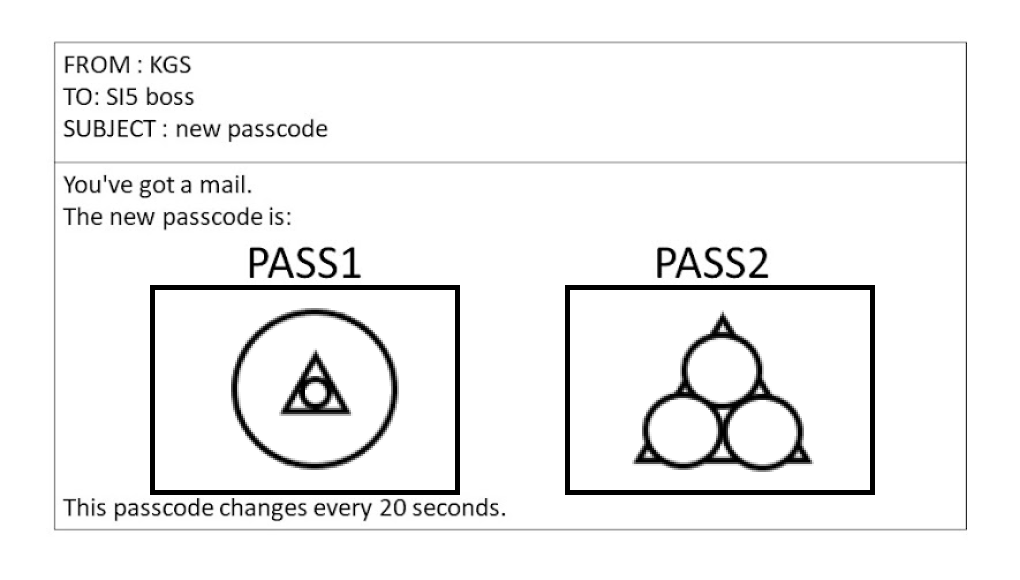 FROM : KGS
TO: SI5 boss
SUBJECT : new passcode
You've got a mail.
The new passcode is:
PASS1
PASS2
This passcode changes every 20 seconds.